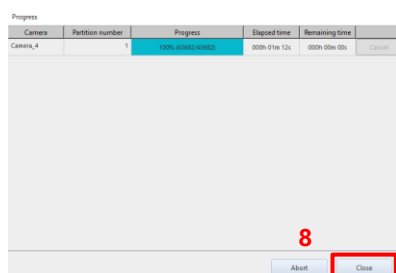 Progress
Camera Partition number Progress Elapsed time Remaining time
Camera_4 1 100% (43682/43682) 000h 01m 12s 000h 00m 00s Cancel
8
Abort Close